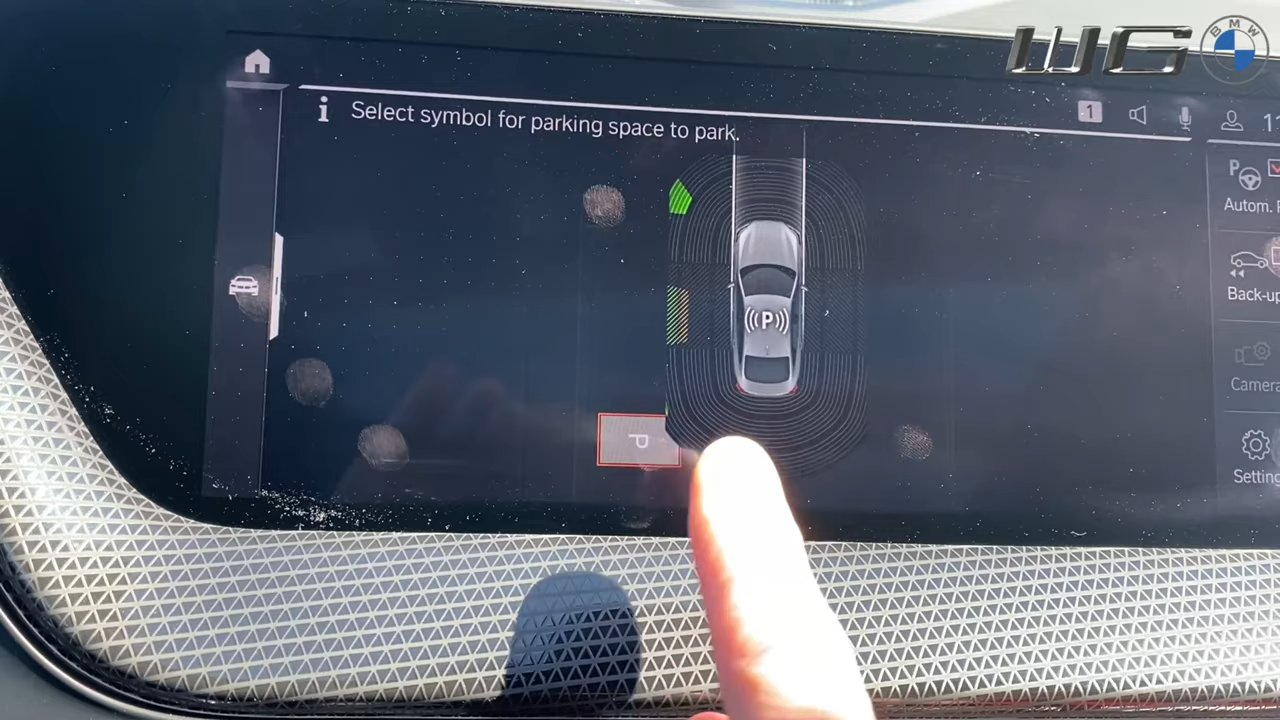 WG
BMW
Select symbol for parking space to park.
1
P
Autom.
Back-up
Camera
Setting
P
P